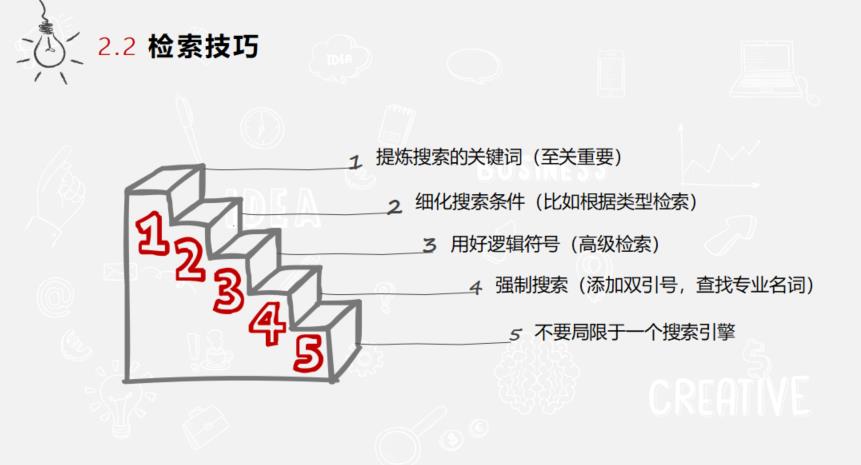 2.2 检索技巧
IDEA
1 提炼搜索的关键词（至关重要）
BUSINESS
2 细化搜索条件（比如根据类型检索）
IDEA
3 用好逻辑符号（高级检索）
4 强制搜索（添加双引号，查找专业名词）
5 不要局限于一个搜索引擎
1
2
3
4
5
CREATIVE